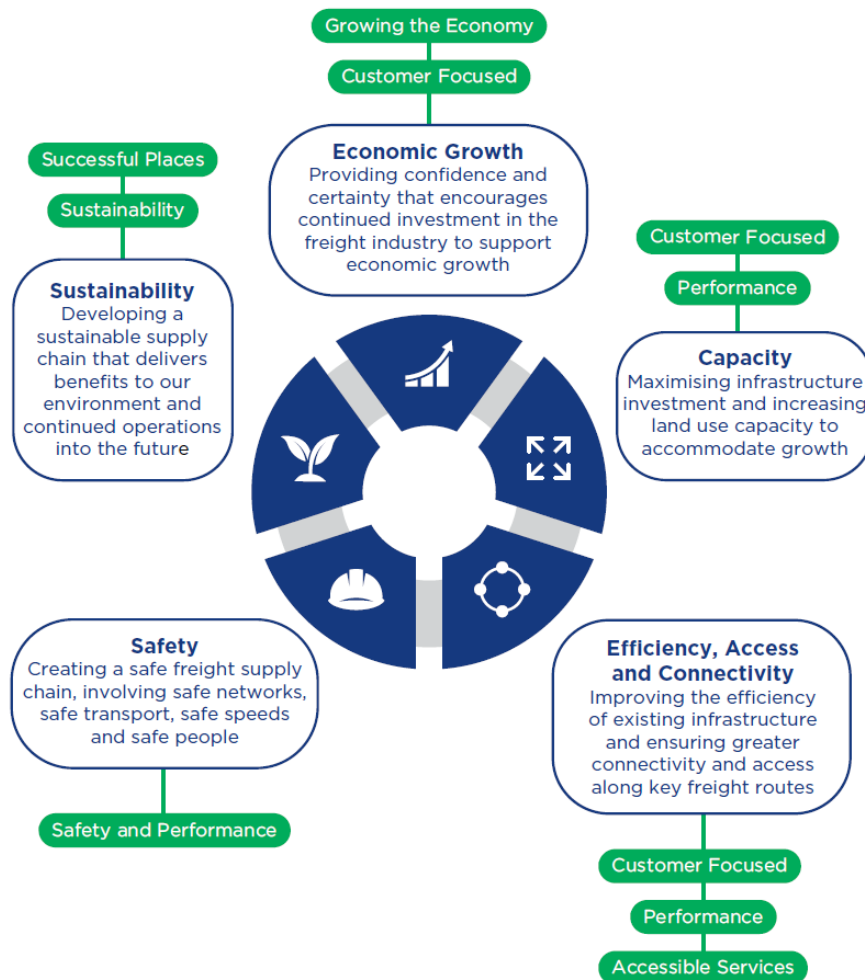 Growing the Economy
Customer Focused
Economic Growth
Providing confidence and
certainty that encourages
continued investment in the
freight industry to support
economic growth
Successful Places
Sustainability
Sustainability
Developing a
sustainable supply
chain that delivers
benefits to our
environment and
continued operations
into the future
Customer Focused
Performance
Capacity
Maximising infrastructure
investment and increasing
land use capacity to
accommodate growth
Safety
Creating a safe freight supply
chain, involving safe networks,
safe transport, safe speeds
and safe people
Safety and Performance
Efficiency, Access
and Connectivity
Improving the efficiency
of existing infrastructure
and ensuring greater
connectivity and access
along key freight routes
Customer Focused
Performance
Accessible Services